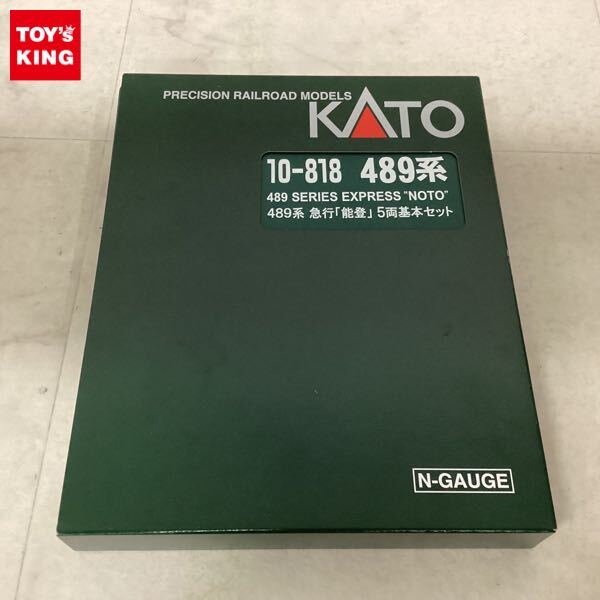 TOY's
KING
PRECISION RAILROAD MODELS
KATO
10-818 489系
489 SERIES EXPRESS "NOTO"
489系 急行「能登」5両基本セット
N-GAUGE